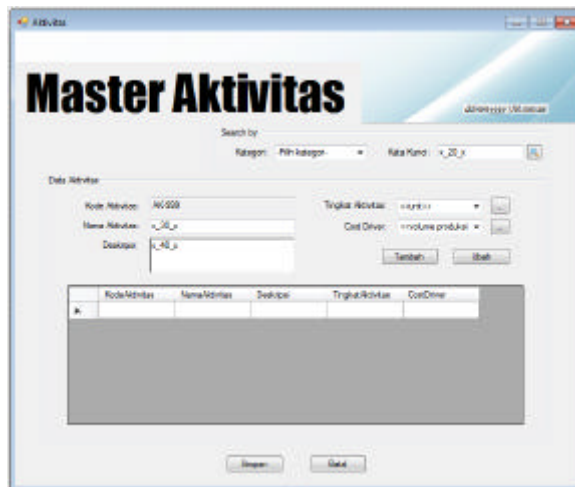 Aktivitas
Master Aktivitas
Search by
Kategori: Pilih kategori Kata Kunci: x_20_x
Data Aktivitas
Kode Aktivitas: Tingkat Aktivitas: <<unit>>
Nama Aktivitas: x_30_x Cost Driver: <<volume produksi
Deskripsi: x_40_x
Tambah Ubah
KodeAktivitas NamaAktivitas Deskripsi TingkatAktivitas CostDriver
Simpan Batal